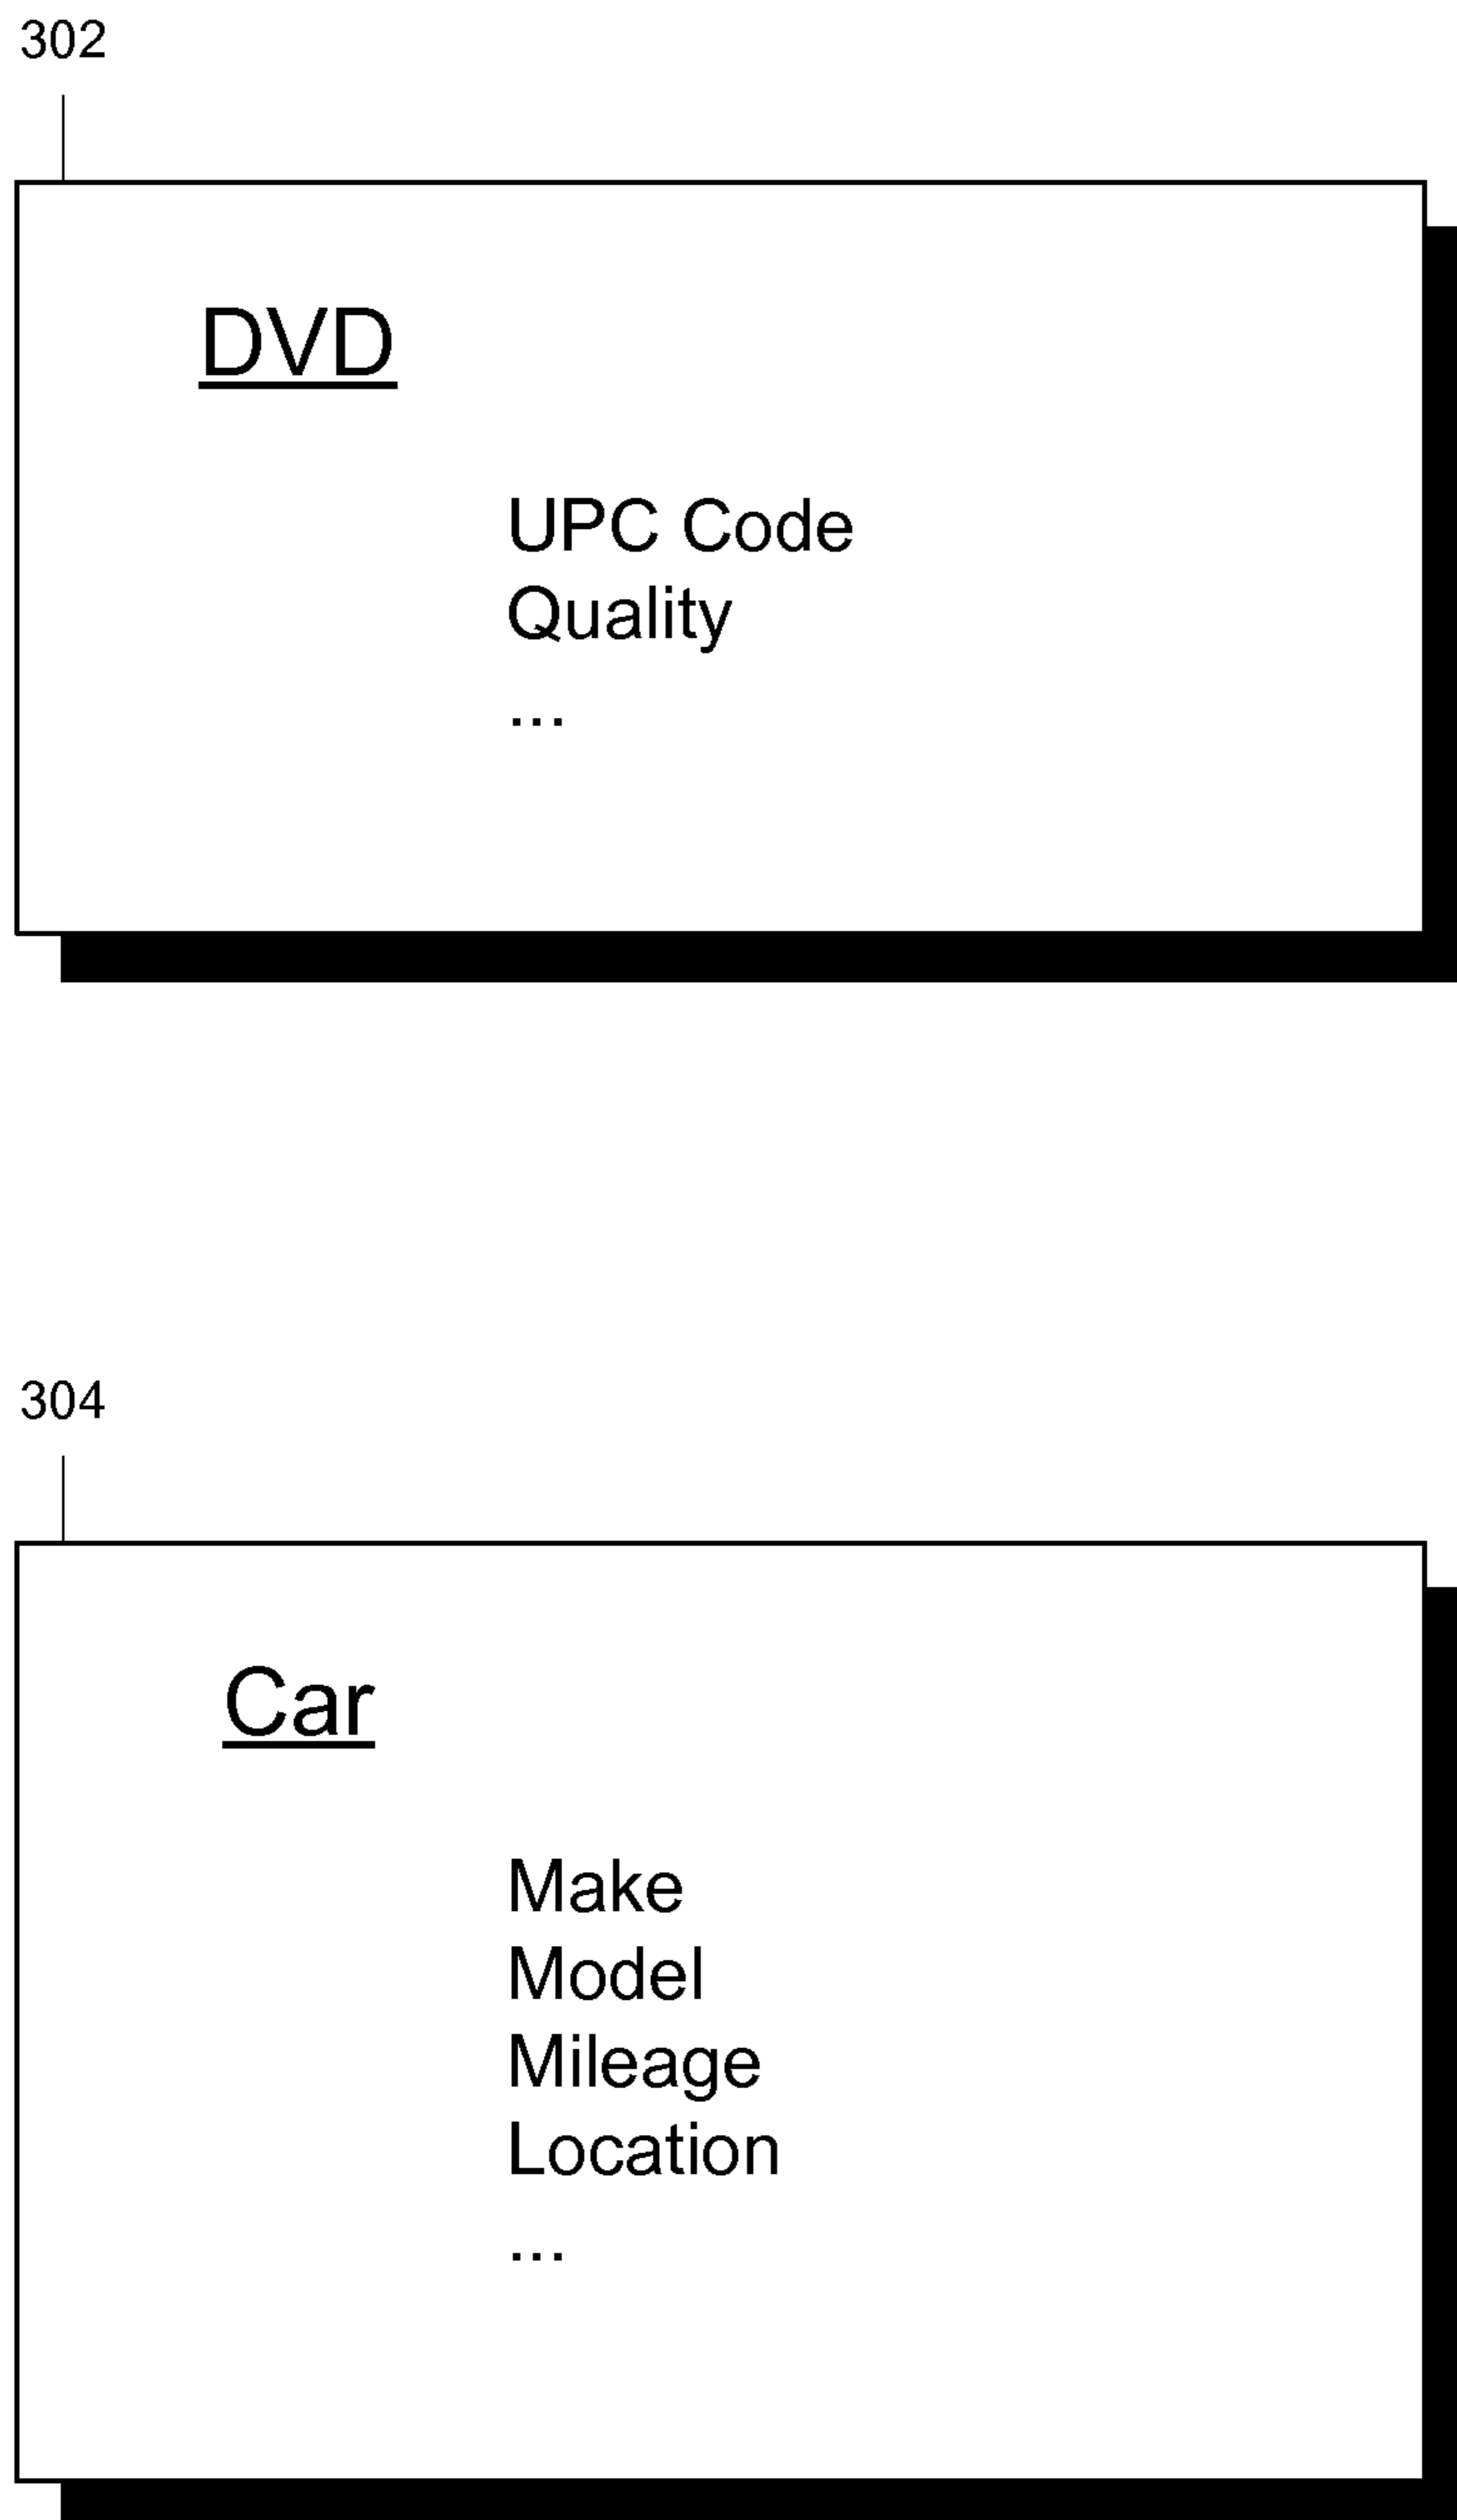 302
DVD
UPC Code
Quality
...
304
Car
Make
Model
Mileage
Location
...